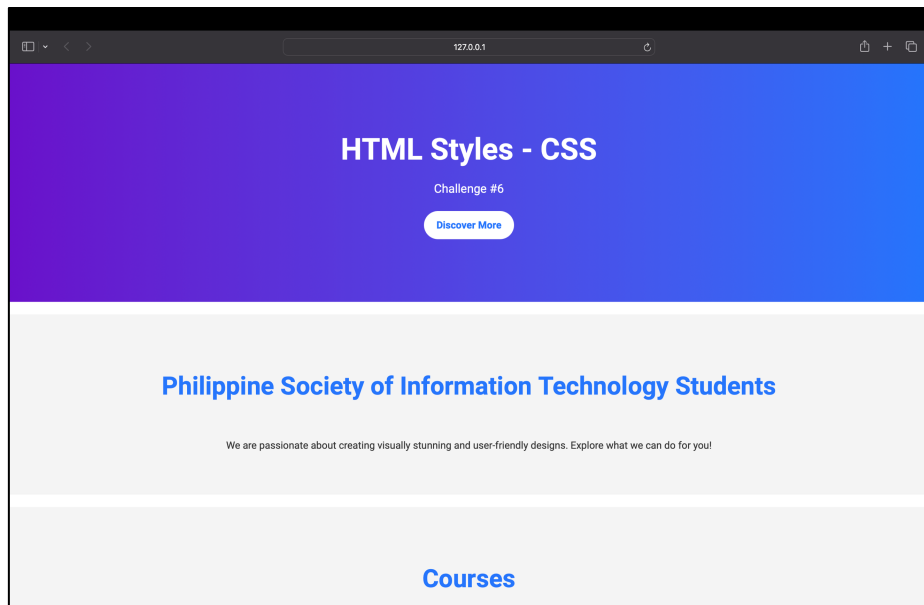 127.0.0.1
HTML Styles - CSS
Challenge #6
Discover More
Philippine Society of Information Technology Students
We are passionate about creating visually stunning and user-friendly designs. Explore what we can do for you!
Courses